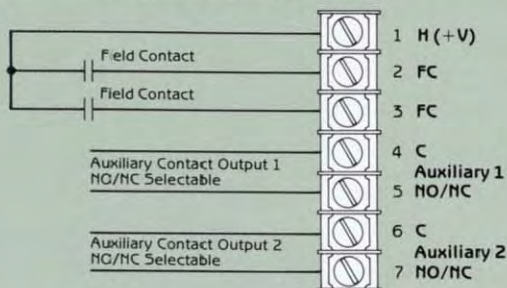 1 H (+V)
Field Contact
2 FC
Field Contact
3 FC
4 C
Auxiliary Contact Output 1
NO/NC Selectable
Auxiliary 1
5 NO/NC
6 C
Auxiliary Contact Output 2
NO/NC Selectable
Auxiliary 2
7 NO/NC